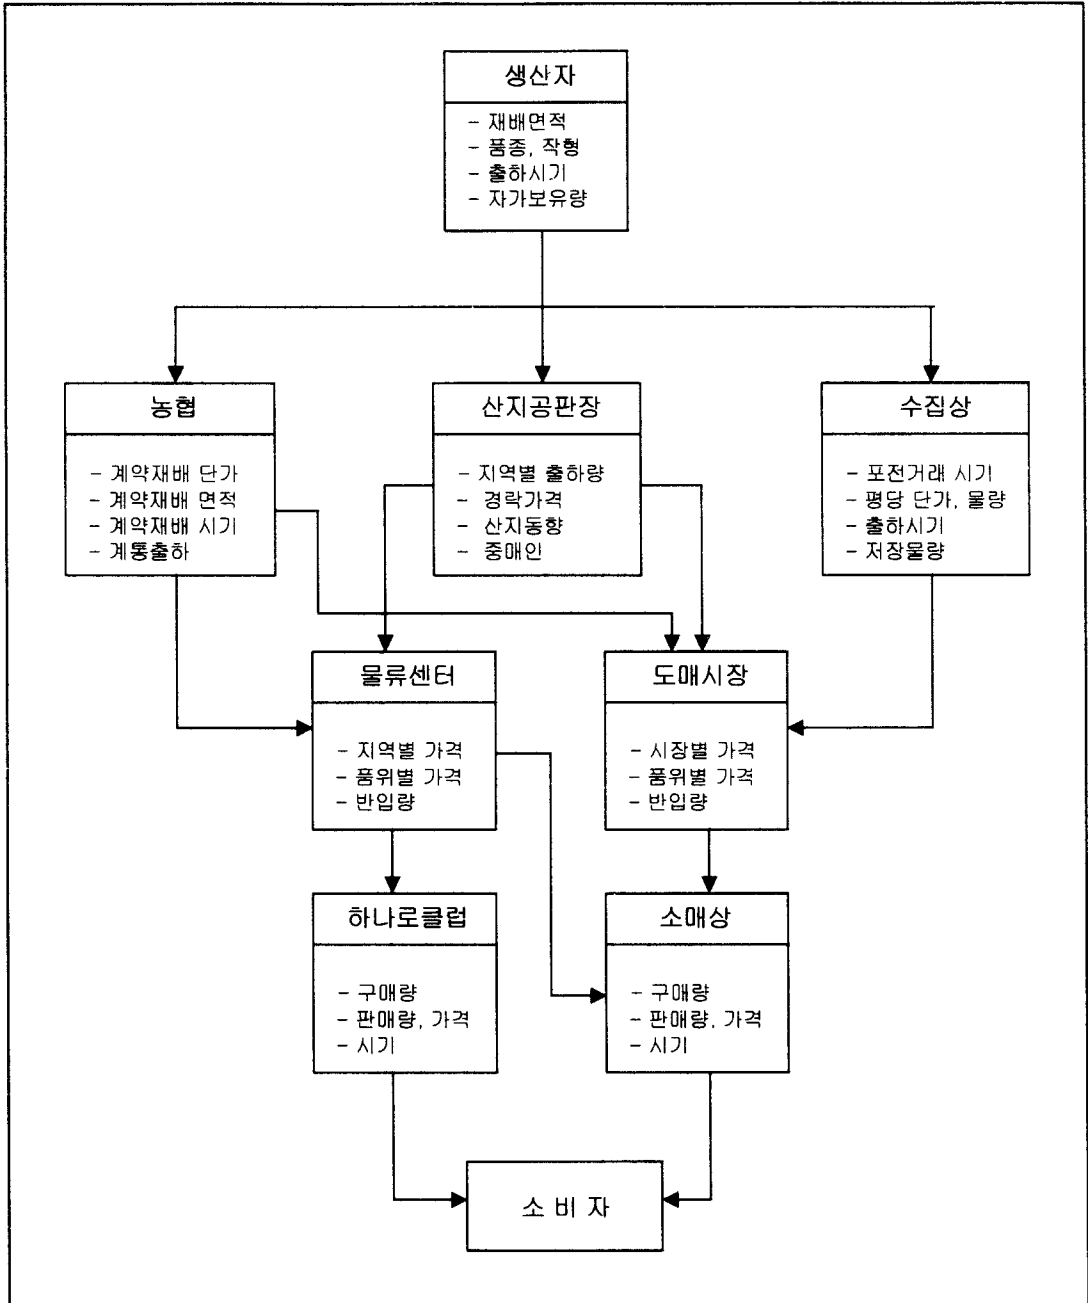 생산자
- 재배면적
- 품종, 작형
- 출하시기
- 자가보유량
농협
- 계약재배 단가
- 계약재배 면적
- 계약재배 시기
- 계통출하
산지공판장
- 지역별 출하량
- 경락가격
- 산지동향
- 중매인
수집상
- 포전거래 시기
- 평당 단가, 물량
- 출하시기
- 저장물량
물류센터
- 지역별 가격
- 품위별 가격
- 반입량
도매시장
- 시장별 가격
- 품위별 가격
- 반입량
하나로클럽
- 구매량
- 판매량, 가격
- 시기
소매상
- 구매량
- 판매량, 가격
- 시기
소 비 자